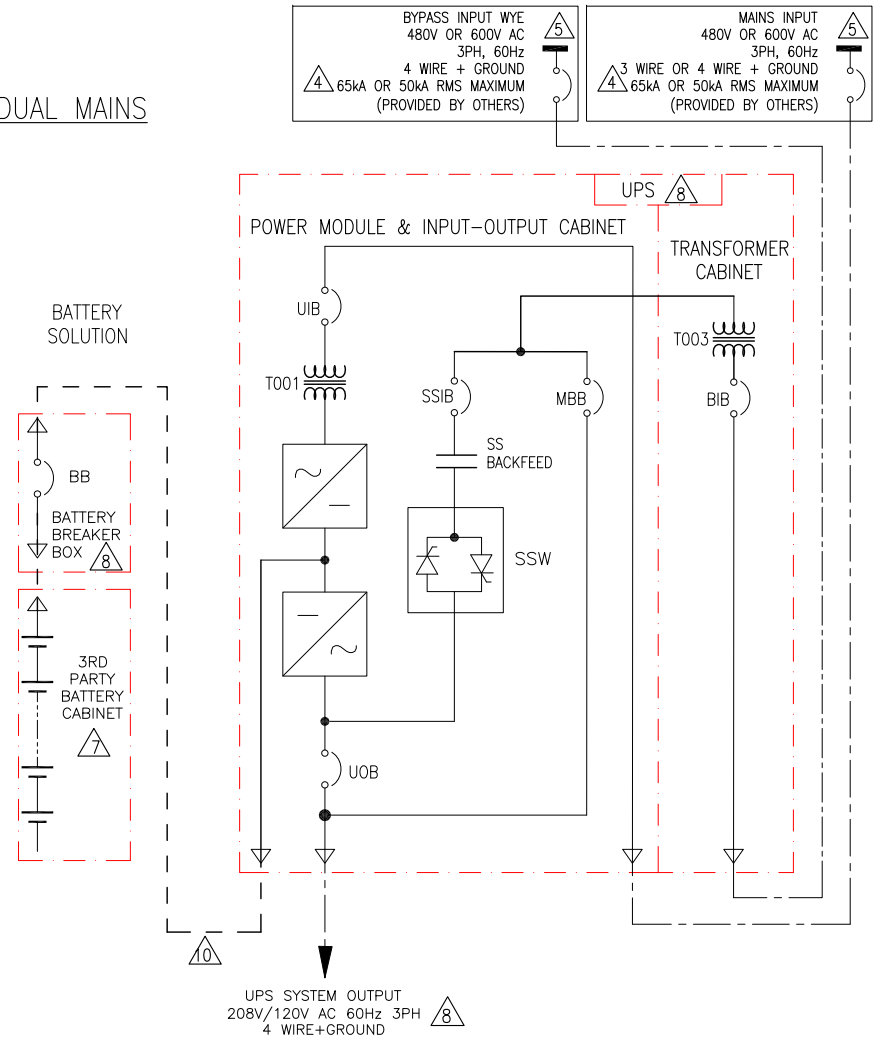 DUAL MAINS
BYPASS INPUT WYE
480V OR 600V AC
3PH, 60Hz
4 WIRE + GROUND
65kA OR 50kA RMS MAXIMUM
(PROVIDED BY OTHERS)
5
4
MAINS INPUT
480V OR 600V AC
3PH, 60Hz
3 WIRE OR 4 WIRE + GROUND
65kA OR 50kA RMS MAXIMUM
(PROVIDED BY OTHERS)
5
4
UPS 8
POWER MODULE & INPUT-OUTPUT CABINET
TRANSFORMER
CABINET
BATTERY
SOLUTION
UIB
T001
SSIB
MBB
T003
BIB
SS
BACKFEED
SSW
BB
BATTERY
BREAKER
BOX 8
3RD
PARTY
BATTERY
CABINET
7
UOB
10
UPS SYSTEM OUTPUT
208V/120V AC 60Hz 3PH
4 WIRE+GROUND
8